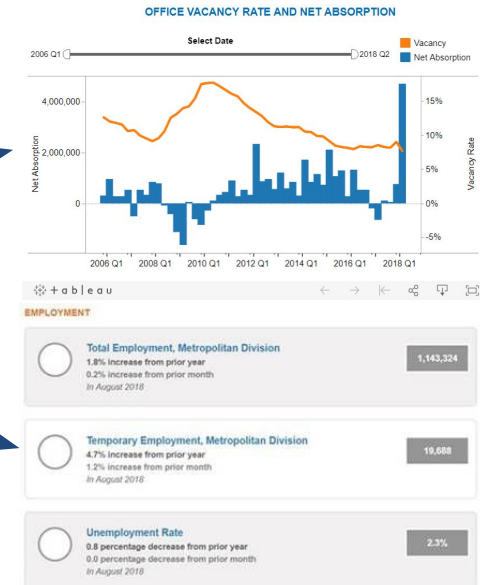 OFFICE VACANCY RATE AND NET ABSORPTION
Select Date
2006 Q1
2018 Q2
Vacancy
Net Absorption
4,000,000
2,000,000
0
Net Absorption
15%
10%
5%
0%
-5%
Vacancy Rate
2006 Q1 2008 Q1 2010 Q1 2012 Q1 2014 Q1 2016 Q1 2018 Q1
+ a b | e a u
EMPLOYMENT
Total Employment, Metropolitan Division
1.8% increase from prior year
0.2% increase from prior month
In August 2018
1,143,324
Temporary Employment, Metropolitan Division
4.7% increase from prior year
1.2% increase from prior month
In August 2018
19,688
Unemployment Rate
0.8 percentage decrease from prior year
0.0 percentage decrease from prior month
In August 2018
2.3%